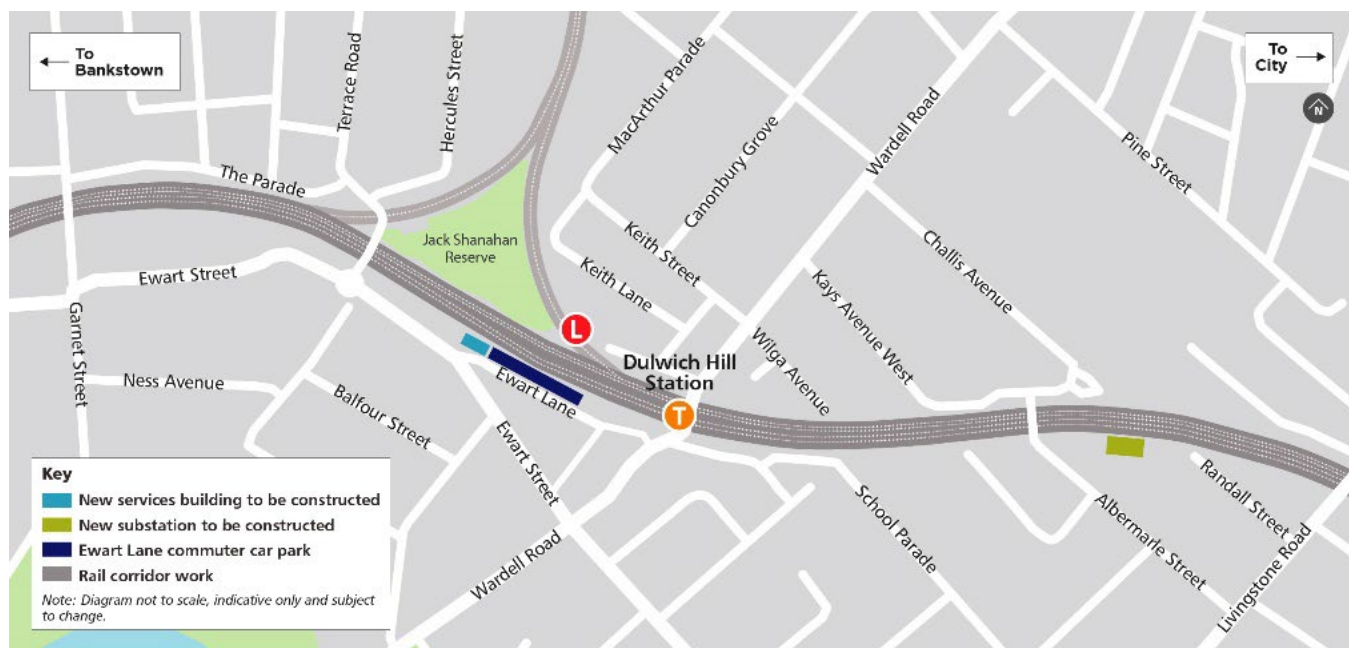 To
Bankstown
To
City
N
Terrace Road
Hercules Street
MacArthur Parade
Canonbury Grove
Wardell Road
Pine Street
The Parade
Jack Shanahan
Reserve
Keith Street
Challis Avenue
Ewart Street
Keith Lane
Kays Avenue West
Garnet Street
L
Wilga Avenue
Dulwich Hill
Station
T
Ness Avenue
Ewart Lane
Balfour Street
Ewart Street
School Parade
Randall Street
Albermarle Street
Wardell Road
Livingstone Road
Key
New services building to be constructed
New substation to be constructed
Ewart Lane commuter car park
Rail corridor work
Note: Diagram not to scale, indicative only and subject
to change.